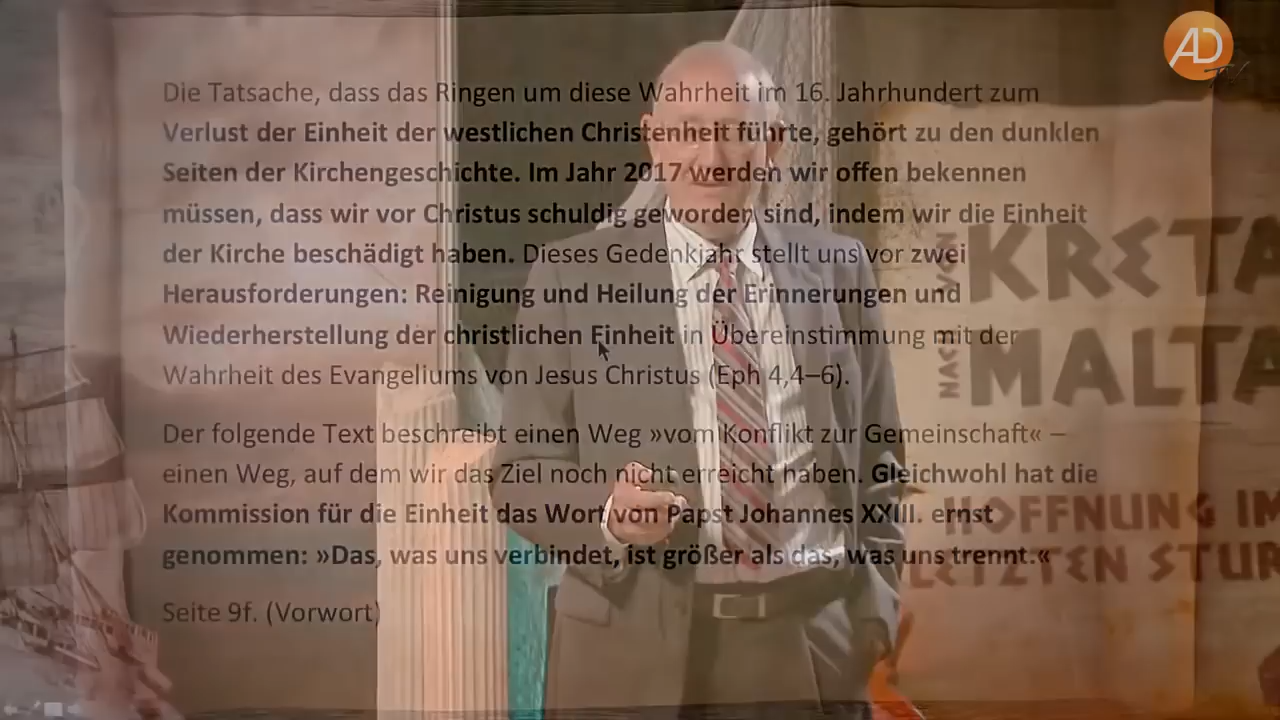 AD
TV
Die Tatsache, dass das Ringen um diese Wahrheit im 16. Jahrhundert zum
Verlust der Einheit der westlichen Christenheit führte, gehört zu den dunklen
Seiten der Kirchengeschichte. Im Jahr 2017 werden wir offen bekennen
müssen, dass wir vor Christus schuldig geworden sind, indem wir die Einheit
der Kirche beschädigt haben. Dieses Gedenkjahr stellt uns vor zwei
Herausforderungen: Reinigung und Heilung der Erinnerungen und
Wiederherstellung der christlichen Einheit in Übereinstimmung mit der
Wahrheit des Evangeliums von Jesus Christus (Eph 4,4–6).
Der folgende Text beschreibt einen Weg »vom Konflikt zur Gemeinschaft« –
einen Weg, auf dem wir das Ziel noch nicht erreicht haben. Gleichwohl hat die
Kommission für die Einheit das Wort von Papst Johannes XXIII. ernst
genommen: »Das, was uns verbindet, ist größer als das, was uns trennt.«
Seite 9f. (Vorwort)
VON KRETA
NACH MALTA
HOFFNUNG IM
LETZTEN STUR